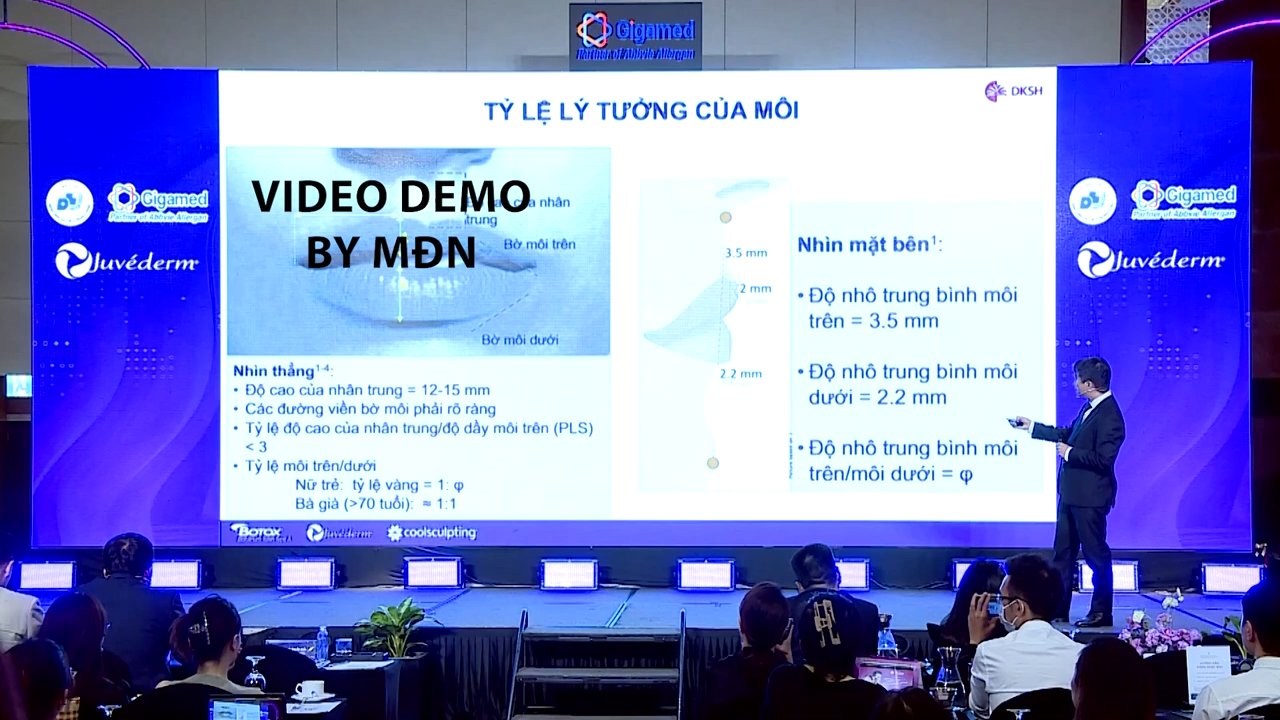 Gigamed
Partner of Abbvie Allergan
DKSH
TỶ LỆ LÝ TƯỞNG CỦA MÔI
Gigamed
Partner of Abbvie Allergan
Juvéderm
VIDEO DEMO
BY MĐN
cao của nhân
trung
Bờ môi trên
Bờ môi dưới
Nhìn thẳng1-4:
• Độ cao của nhân trung = 12-15 mm
• Các đường viền bờ môi phải rõ ràng
• Tỷ lệ độ cao của nhân trung/độ dầy môi trên (PLS)
< 3
• Tỷ lệ môi trên/dưới
Nữ trẻ: tỷ lệ vàng = 1: φ
Bà già (>70 tuổi): ≈ 1:1
3.5 mm
2 mm
2.2 mm
Nhìn mặt bên1:
• Độ nhô trung bình môi
trên = 3.5 mm
• Độ nhô trung bình môi
dưới = 2.2 mm
• Độ nhô trung bình môi
trên/môi dưới = φ
Gigamed
Partner of Abbvie Allergan
Juvéderm
BOTOX
Juvéderm
coolsculpting